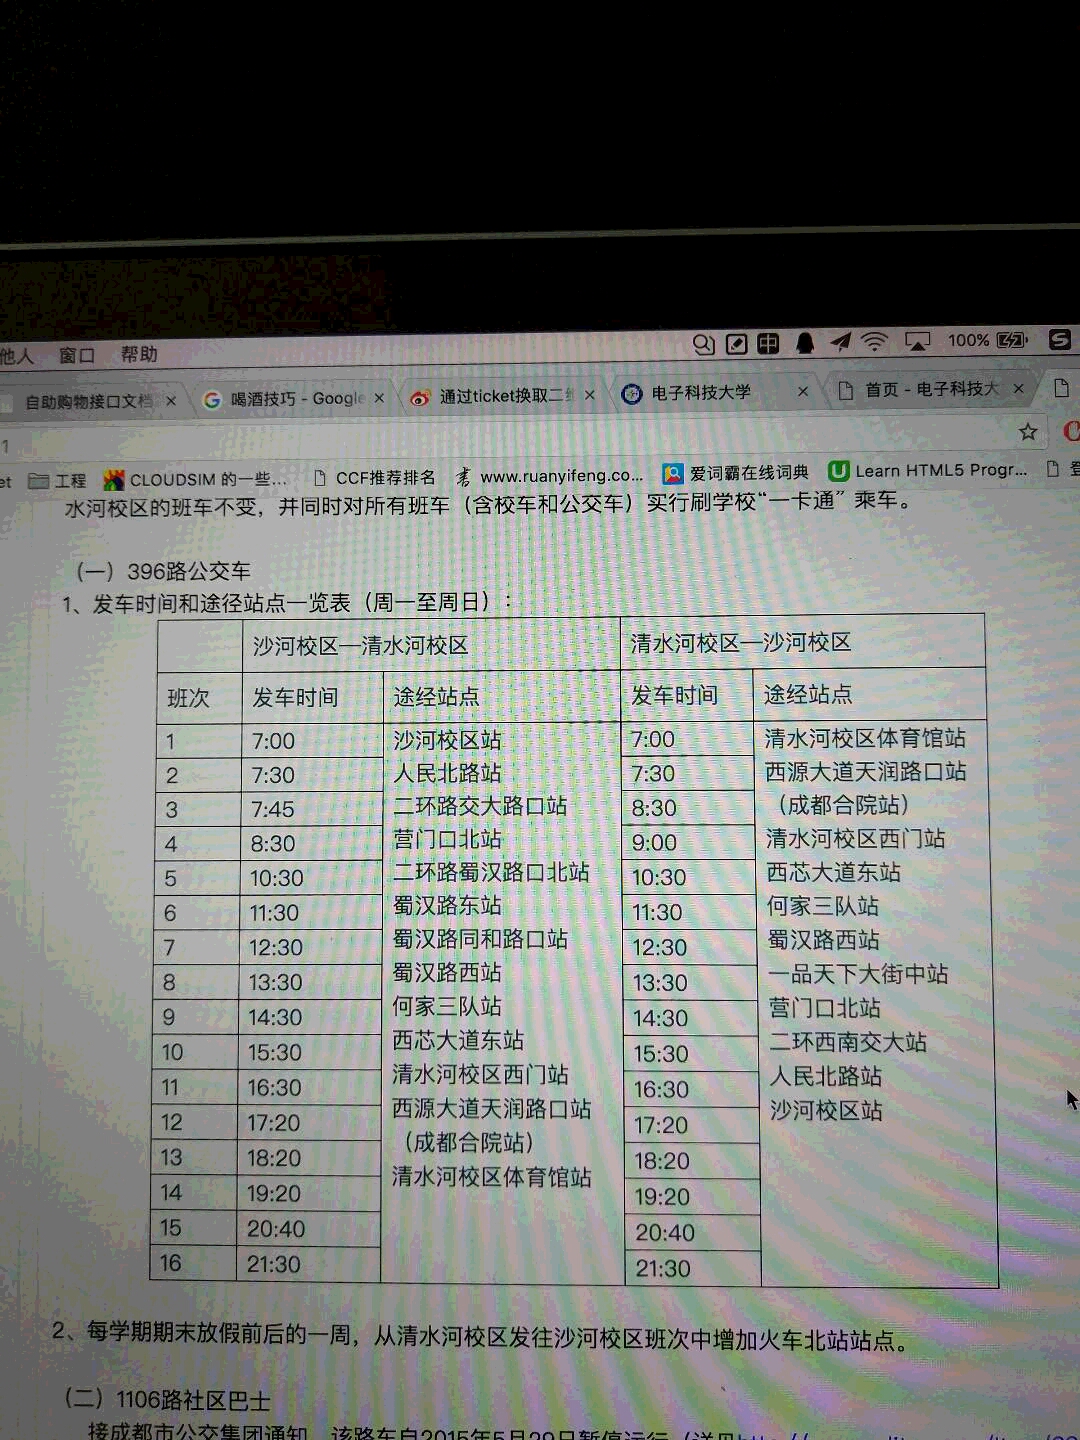 他人 窗口 帮助 100%
自助购物接口文档 × 喝酒技巧 - Google × 通过ticket换取二 × 电子科技大学 × 首页 - 电子科技大 ×
1
et 工程 CLOUDSIM 的一些... CCF推荐排名 www.ruanyifeng.co... 爱词霸在线词典 Learn HTML5 Progr...
水河校区的班车不变，并同时对所有班车（含校车和公交车）实行刷学校“一卡通” 乘车。
（一）396路公交车
1、发车时间和途径站点一览表（周一至周日）：
沙河校区—清水河校区 清水河校区—沙河校区
班次 发车时间 途经站点 发车时间 途经站点
1 7:00 沙河校区站 7:00 清水河校区体育馆站
2 7:30 人民北路站 7:30 西源大道天润路口站
3 7:45 二环路交大路口站 8:30 （成都合院站）
4 8:30 营门口北站 9:00 清水河校区西门站
5 10:30 二环路蜀汉路口北站 10:30 西芯大道东站
6 11:30 蜀汉路东站 11:30 何家三队站
7 12:30 蜀汉路同和路口站 12:30 蜀汉路西站
8 13:30 蜀汉路西站 13:30 一品天下大街中站
9 14:30 何家三队站 14:30 营门口北站
10 15:30 西芯大道东站 15:30 二环西南交大站
11 16:30 清水河校区西门站 16:30 人民北路站
12 17:20 西源大道天润路口站 17:20 沙河校区站
13 18:20 （成都合院站） 18:20
14 19:20 清水河校区体育馆站 19:20
15 20:40 20:40
16 21:30 21:30
2、每学期期末放假前后的一周，从清水河校区发往沙河校区班次中增加火车北站站点。
（二）1106路社区巴士
接成都市公交集团通知，该路车自2015年5月29日暂停运行